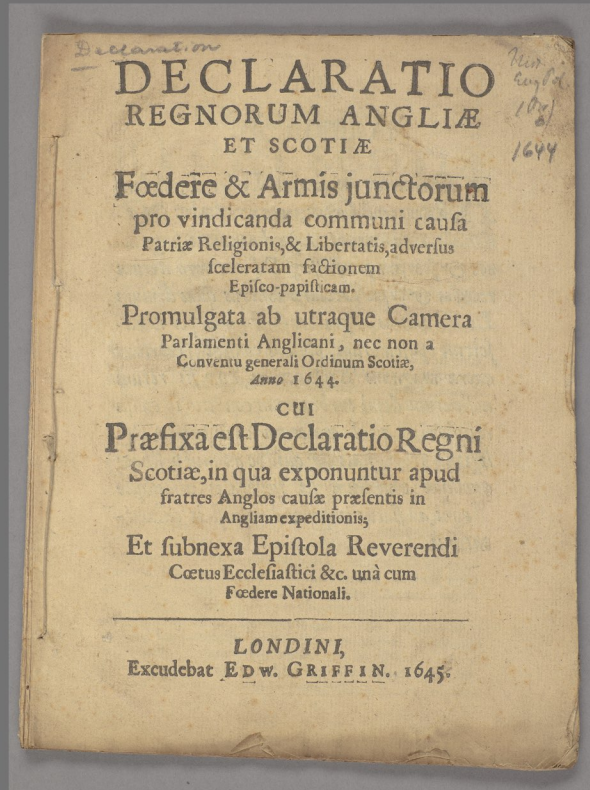 Declaration
1644
DECLARATIO
REGNORUM ANGLIÆ
ET SCOTIÆ
Fœdere & Armis junctorum
pro vindicanda communi cauſa
Patriæ Religionis, & Libertatis, adverſus
ſceleratam factionem
Epiſco-papiſticam.
Promulgata ab utraque Camera
Parlamenti Anglicani, nec non a
Conventu generali Ordinum Scotiæ,
Anno 1644.
CUI
Præfixa eſt Declaratio Regni
Scotiæ, in qua exponuntur apud
fratres Anglos cauſæ præſentis in
Angliam expeditionis;
Et ſubnexa Epiſtola Reverendi
Cœtus Eccleſiaſtici &c. unà cum
Fœdere Nationali.
LONDINI,
Excudebat EDW. GRIFFIN. 1645.